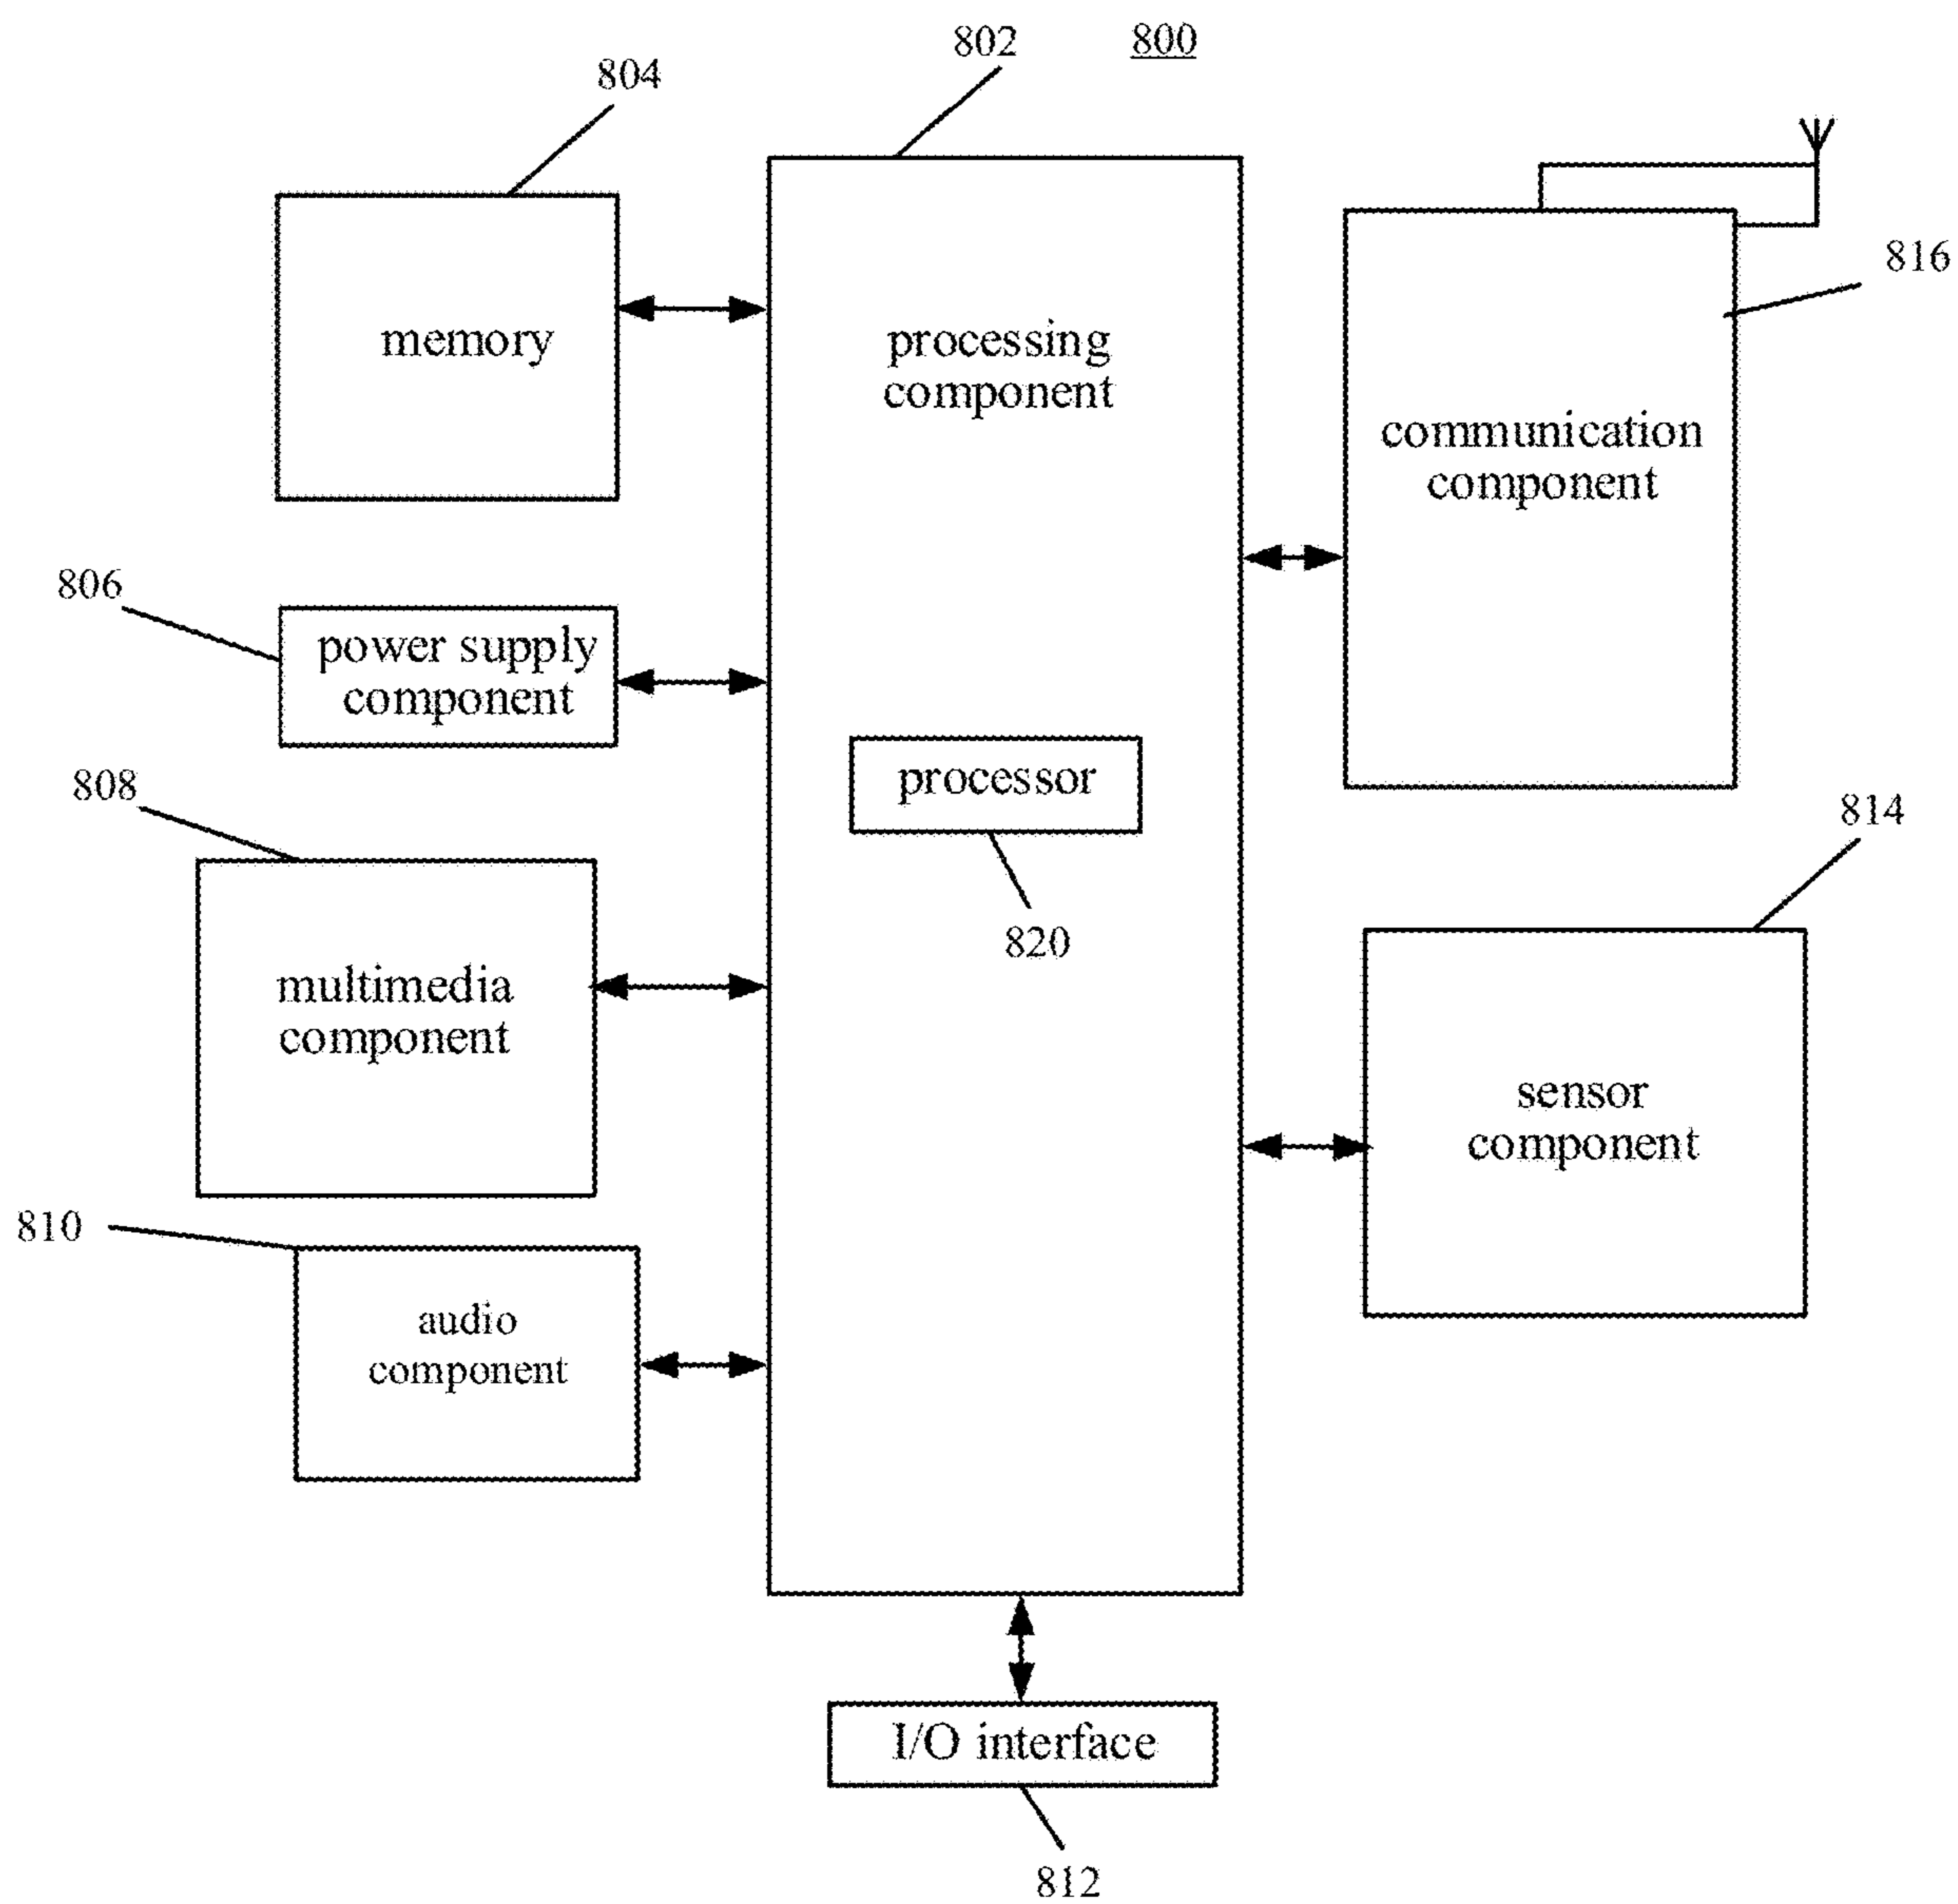 802
800
804
816
memory
processing
component
communication
component
806
power supply
component
808
processor
814
820
multimedia
component
sensor
component
810
audio
component
I/O interface
812